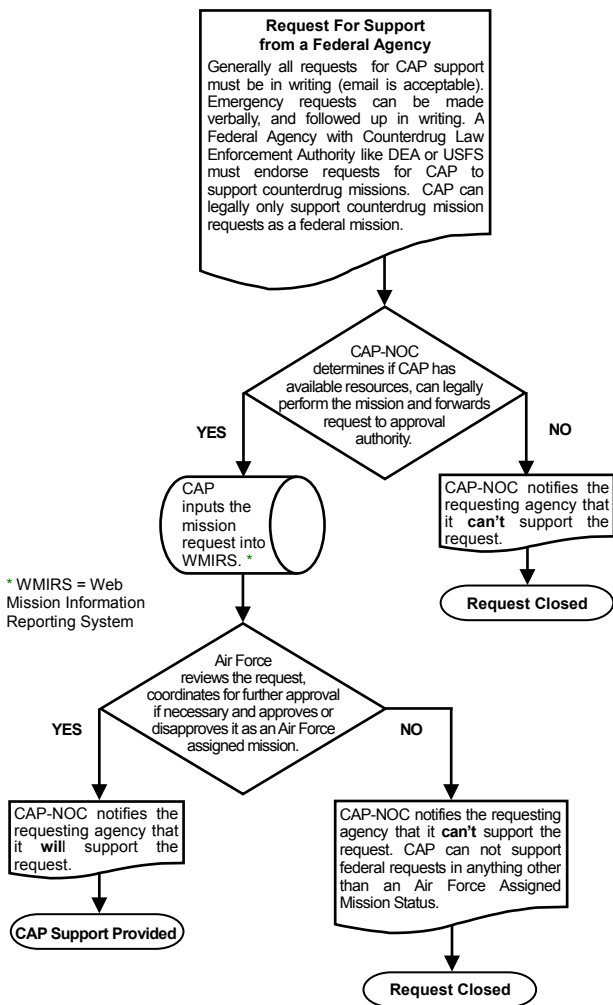 Request For Support
from a Federal Agency
Generally all requests for CAP support
must be in writing (email is acceptable).
Emergency requests can be made
verbally, and followed up in writing. A
Federal Agency with Counterdrug Law
Enforcement Authority like DEA or USFS
must endorse requests for CAP to
support counterdrug missions. CAP can
legally only support counterdrug mission
requests as a federal mission.
CAP-NOC
determines if CAP has
available resources, can legally
perform the mission and forwards
request to approval
authority.
YES
NO
CAP
inputs the
mission
request into
WMIRS. *
CAP-NOC notifies the
requesting agency that
it can't support the
request.
Request Closed
* WMIRS = Web
Mission Information
Reporting System
Air Force
reviews the request,
coordinates for further approval
if necessary and approves or
disapproves it as an Air Force
assigned mission.
YES
NO
CAP-NOC notifies the
requesting agency that
it will support the
request.
CAP Support Provided
CAP-NOC notifies the requesting
agency that it can't support the
request. CAP can not support
federal requests in anything other
than an Air Force Assigned
Mission Status.
Request Closed